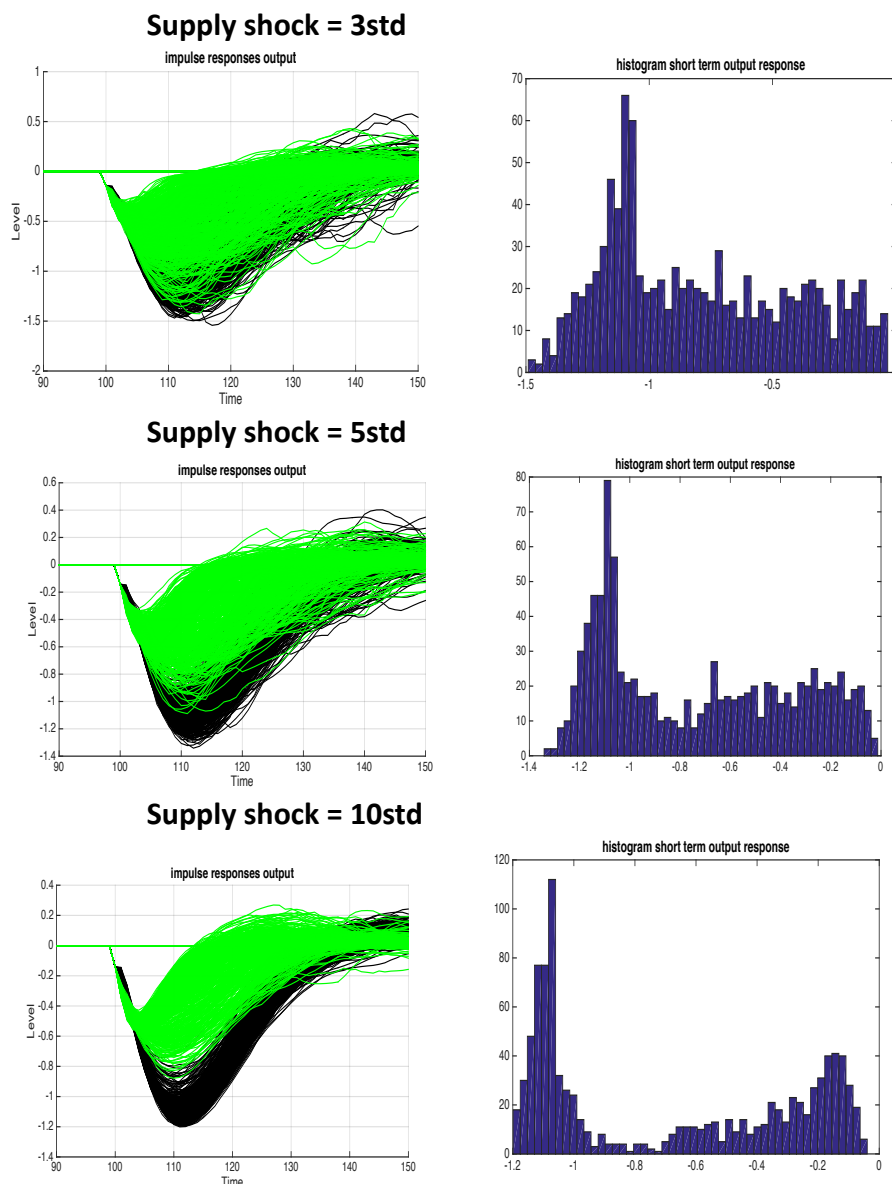 Supply shock = 3std
impulse responses output
1
0.5
0
-0.5
-1
-1.5
-2
Level
90 100 110 120 130 140 150
Time
histogram short term output response
70
60
50
40
30
20
10
0
-1.5 -1 -0.5
Supply shock = 5std
impulse responses output
0.6
0.4
0.2
0
-0.2
-0.4
-0.6
-0.8
-1
-1.2
-1.4
Level
90 100 110 120 130 140 150
Time
histogram short term output response
80
70
60
50
40
30
20
10
0
-1.4 -1.2 -1 -0.8 -0.6 -0.4 -0.2 0
Supply shock = 10std
impulse responses output
0.4
0.2
0
-0.2
-0.4
-0.6
-0.8
-1
-1.2
-1.4
Level
90 100 110 120 130 140 150
Time
histogram short term output response
120
100
80
60
40
20
0
-1.2 -1 -0.8 -0.6 -0.4 -0.2 0